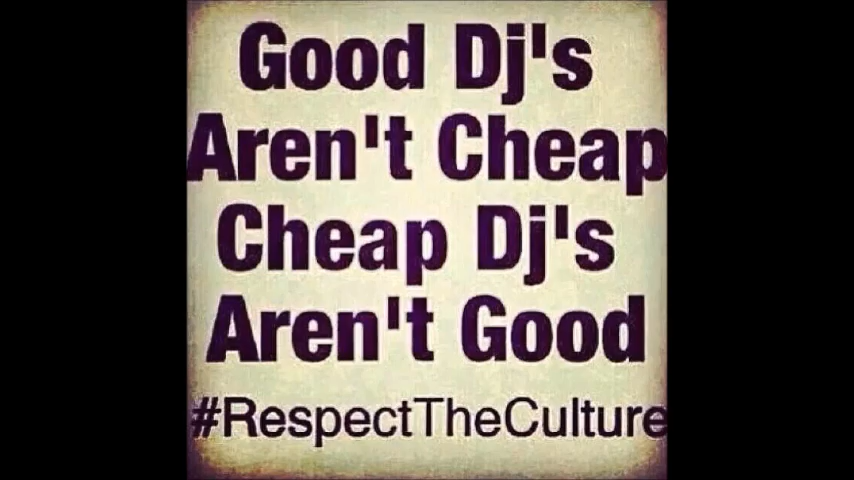 Good Dj's
Aren't Cheap
Cheap Dj's
Aren't Good
#RespectTheCulture